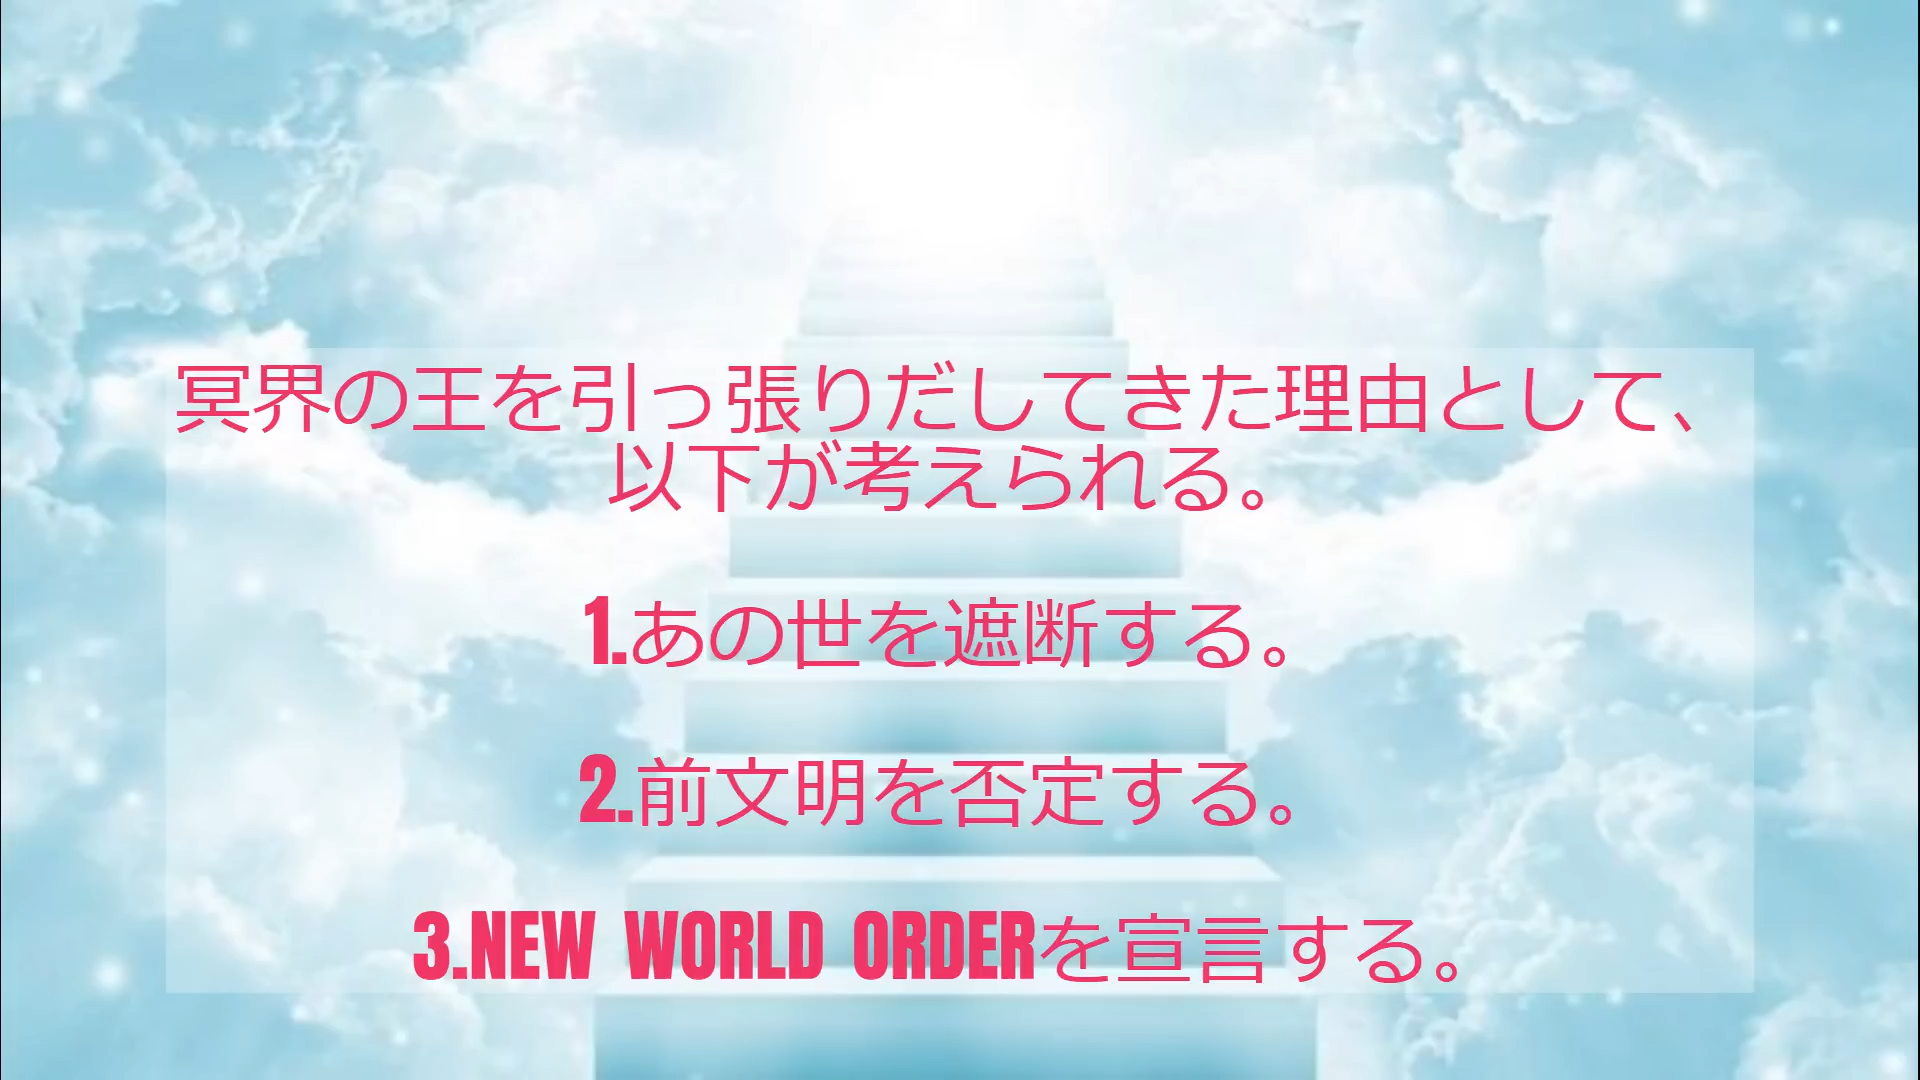 冥界の王を引っ張りだしてきた理由として、
以下が考えられる。
1.あの世を遮断する。
2.前文明を否定する。
3.NEW WORLD ORDERを宣言する。